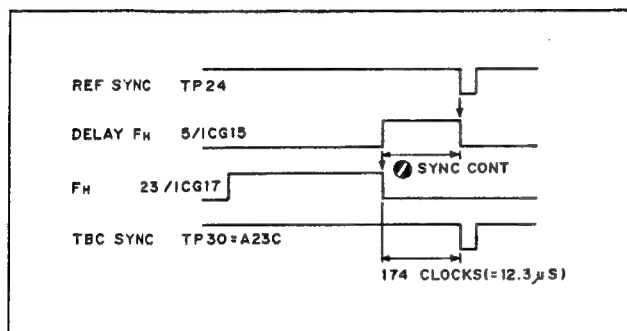 REF SYNC TP24
DELAY FH 5/ICG15
SYNC CONT
FH 23/ICG17
TBC SYNC TP30=A23C
174 CLOCKS(=12.3μS)